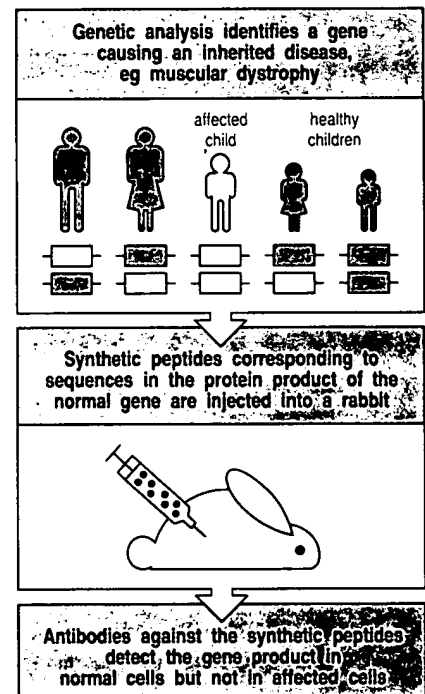 Genetic analysis identifies a gene
causing an inherited disease,
eg muscular dystrophy
affected
child
healthy
children
Synthetic peptides corresponding to
sequences in the protein product of the
normal gene are injected into a rabbit
Antibodies against the synthetic peptides
detect the gene product in
normal cells but not in affected cells